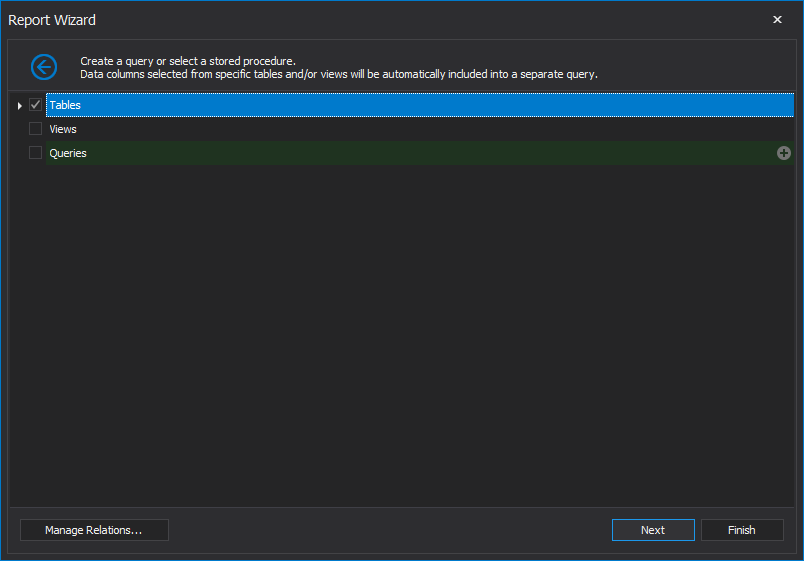 Report Wizard
Create a query or select a stored procedure.
Data columns selected from specific tables and/or views will be automatically included into a separate query.
Tables
Views
Queries
Manage Relations...
Next
Finish